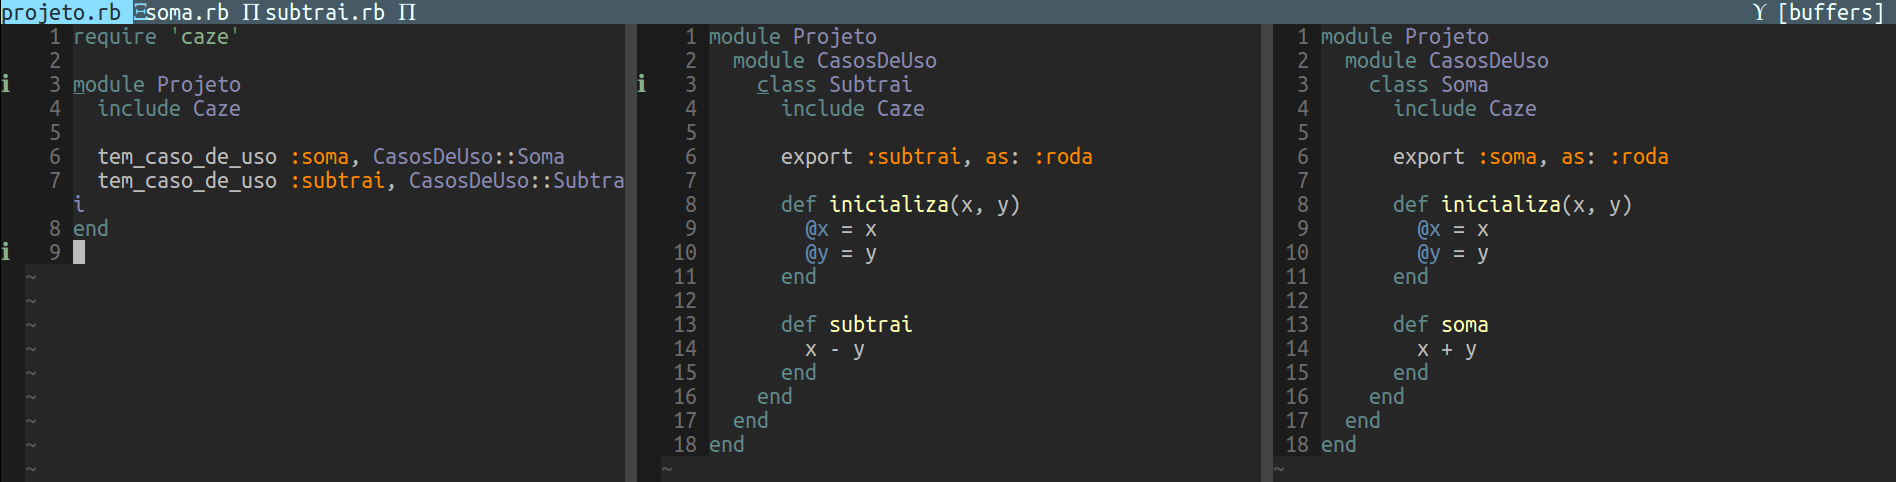 projeto.rb Ξsoma.rb Π subtrai.rb Π ϒ [buffers]
1 require 'caze'
2
i 3 module Projeto
4   include Caze
5
6   tem_caso_de_uso :soma, CasosDeUso::Soma
7   tem_caso_de_uso :subtrai, CasosDeUso::Subtra
i
8 end
i 9
~
~
~
~
~
~
~
~
~
1 module Projeto
2   module CasosDeUso
i 3     class Subtrai
4       include Caze
5
6       export :subtrai, as: :roda
7
8       def inicializa(x, y)
9         @x = x
10         @y = y
11       end
12
13       def subtrai
14         x - y
15       end
16     end
17   end
18 end
~
1 module Projeto
2   module CasosDeUso
3     class Soma
4       include Caze
5
6       export :soma, as: :roda
7
8       def inicializa(x, y)
9         @x = x
10         @y = y
11       end
12
13       def soma
14         x + y
15       end
16     end
17   end
18 end
~